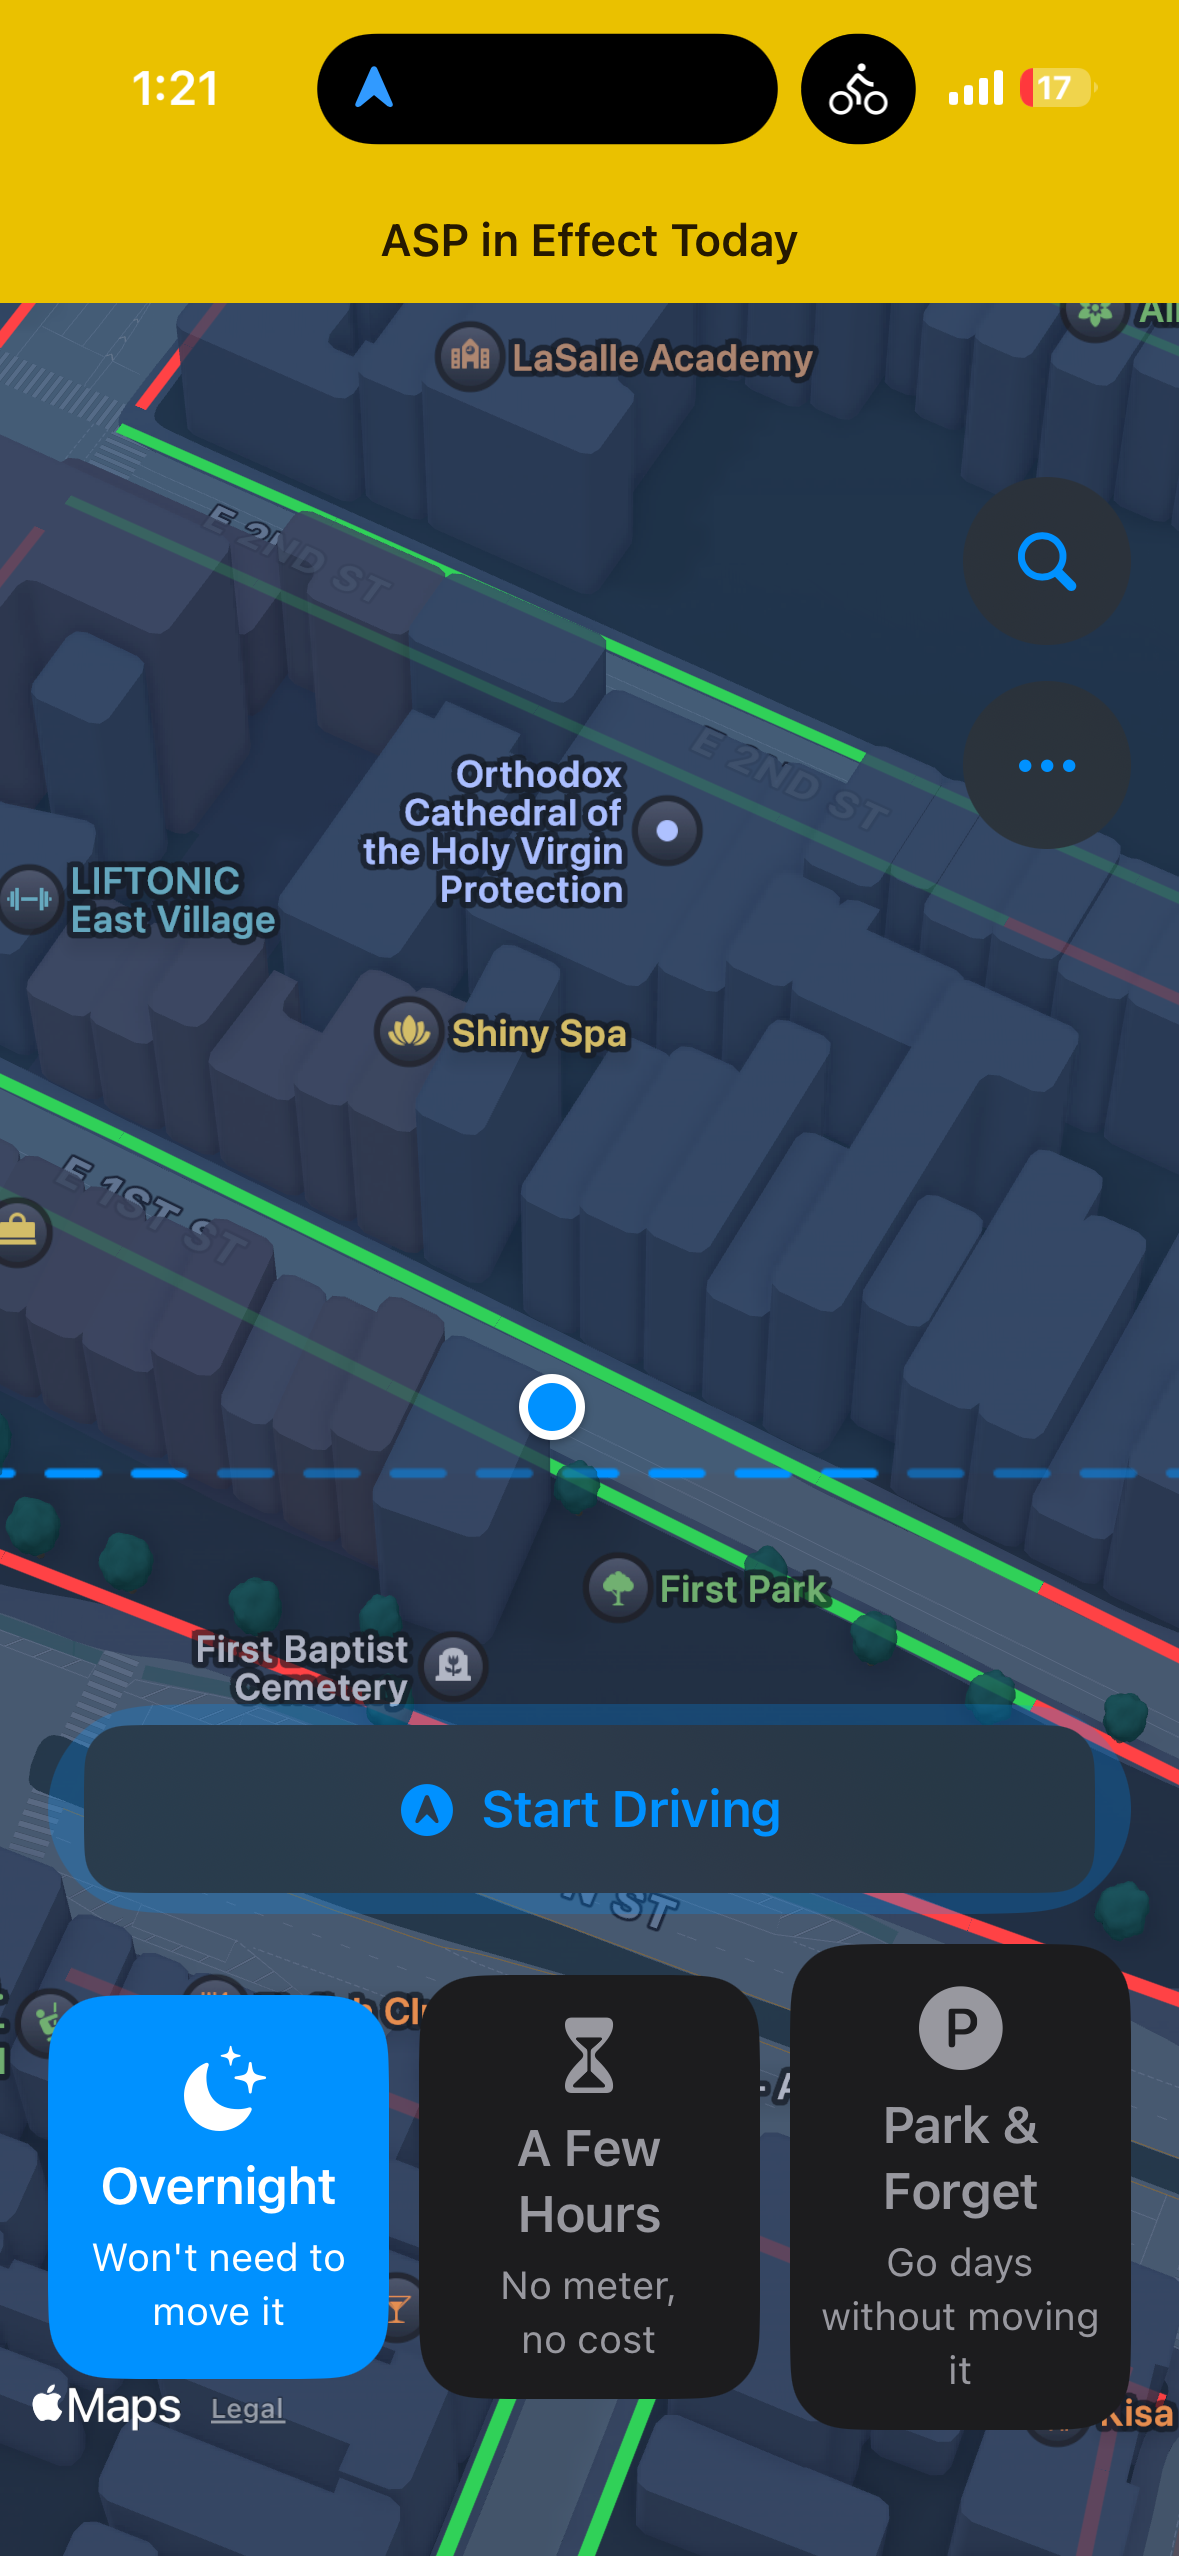 1:21
17
ASP in Effect Today
LaSalle Academy
E 2ND ST
Orthodox
Cathedral of
the Holy Virgin
Protection
E 2ND ST
LIFTONIC
East Village
Shiny Spa
E 1ST ST
First Park
First Baptist
Cemetery
Start Driving
ST
Overnight
Won't need to
move it
A Few
Hours
No meter,
no cost
P
Park &
Forget
Go days
without moving
it
Maps
Legal
Kisa